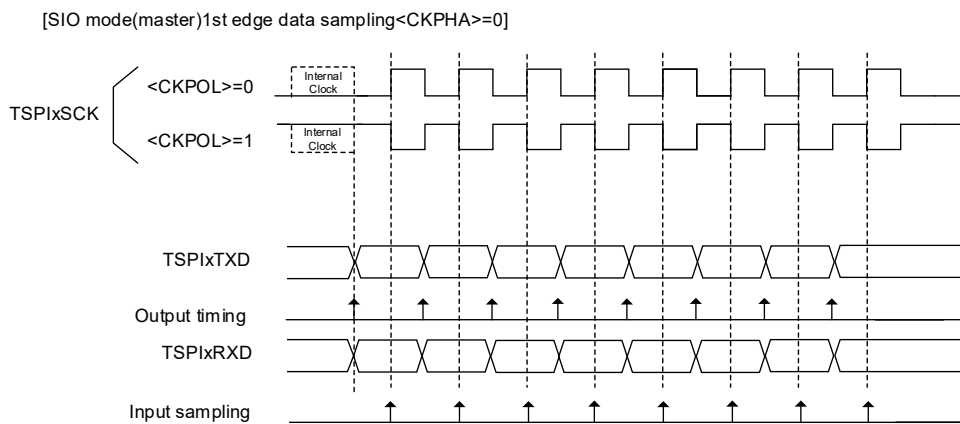 [SIO mode(master)1st edge data sampling<CKPHA>=0]
Internal
Clock
<CKPOL>=0
TSPIxSCK
<CKPOL>=1
Internal
Clock
TSPIxTXD
Output timing
TSPIxRXD
Input sampling